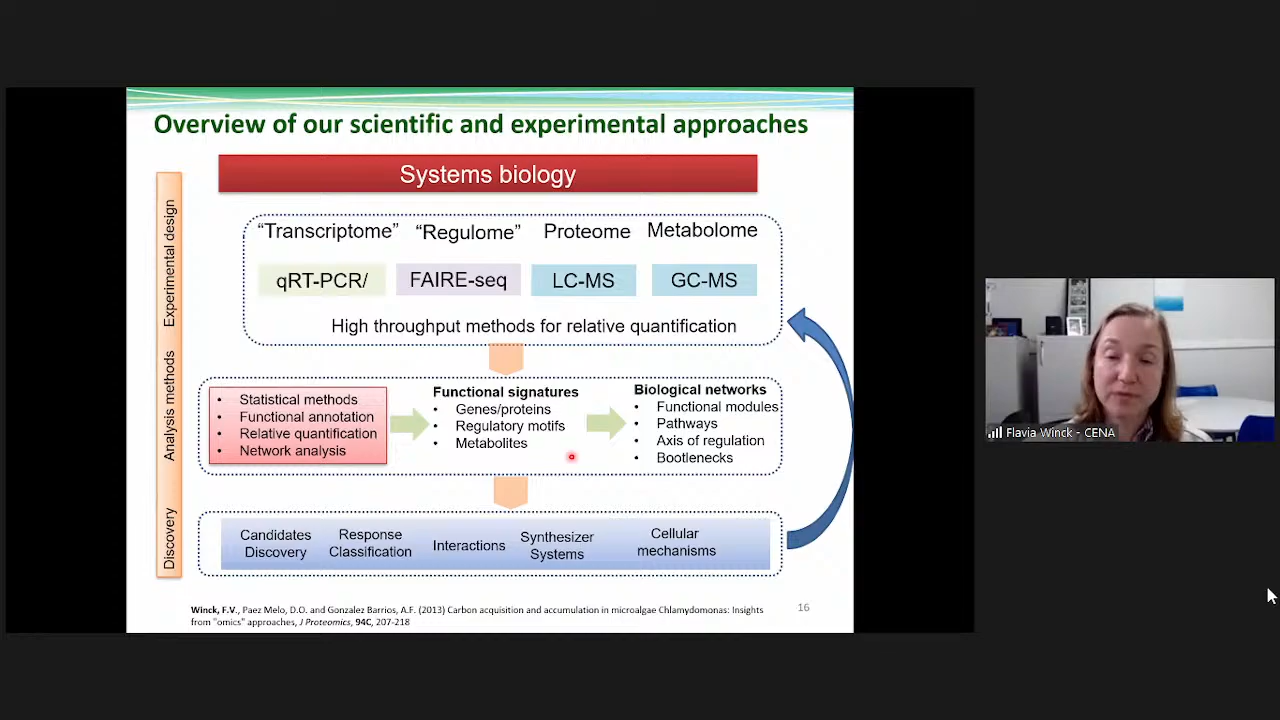 Overview of our scientific and experimental approaches
Systems biology
Experimental design
“Transcriptome” “Regulome” Proteome Metabolome
qRT-PCR/ FAIRE-seq LC-MS GC-MS
High throughput methods for relative quantification
Analysis methods
• Statistical methods
• Functional annotation
• Relative quantification
• Network analysis
Functional signatures
• Genes/proteins
• Regulatory motifs
• Metabolites
Biological networks
• Functional modules
• Pathways
• Axis of regulation
• Bootlenecks
Discovery
Candidates
Discovery
Response
Classification
Interactions
Synthesizer
Systems
Cellular
mechanisms
Winck, F.V., Paez Melo, D.O. and Gonzalez Barrios, A.F. (2013) Carbon acquisition and accumulation in microalgae Chlamydomonas: Insights
from "omics" approaches, J Proteomics, 94C, 207-218
16
Flavia Winck - CENA